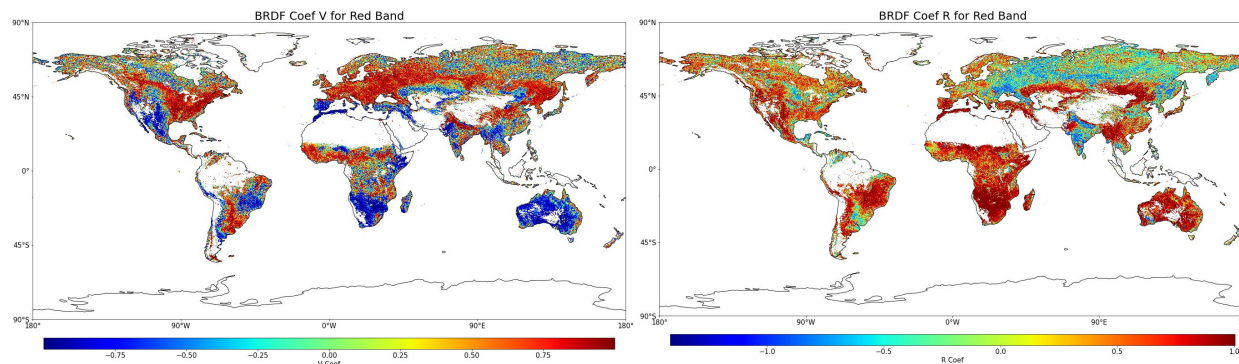 BRDF Coef V for Red Band
90°N
45°N
0°
45°S
90°S
180° 90°W 0°W 90°E 180°
−0.75 −0.50 −0.25 0.00 0.25 0.50 0.75
V Coef
BRDF Coef R for Red Band
90°N
45°N
0°
45°S
90°S
180° 90°W 0°W 90°E
−1.0 −0.5 0.0 0.5 1.0
R Coef